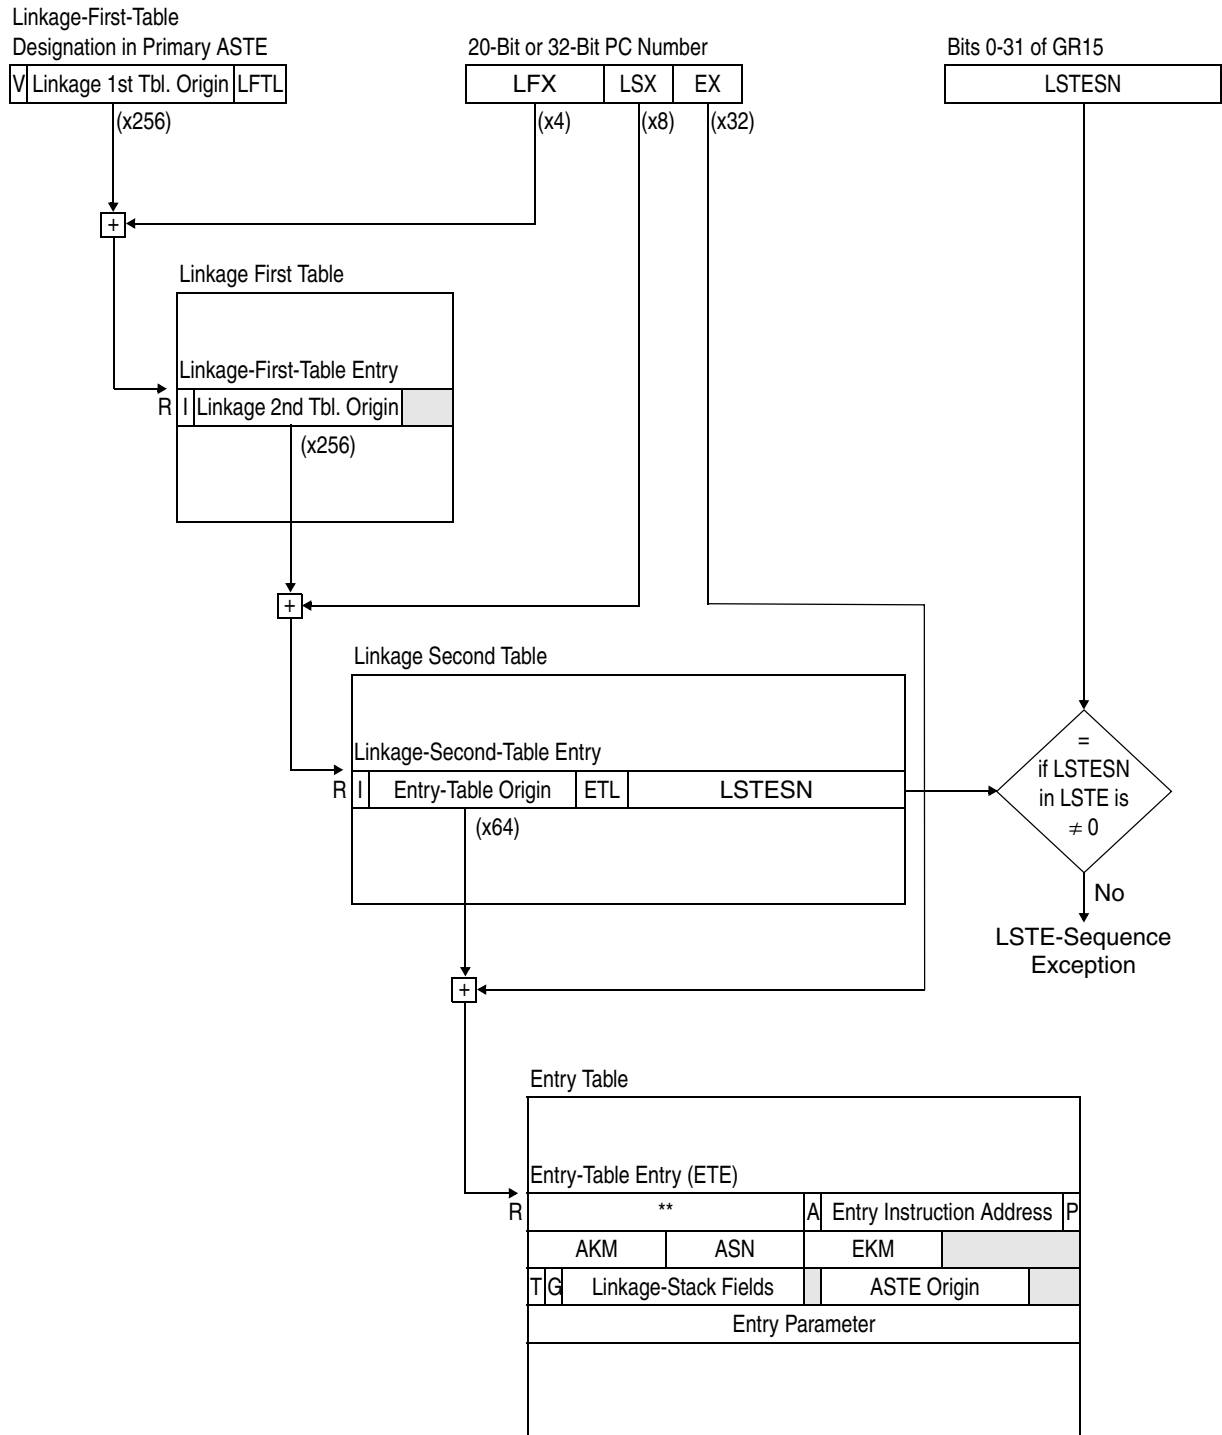 Linkage-First-Table
Designation in Primary ASTE
20-Bit or 32-Bit PC Number
Bits 0-31 of GR15
V Linkage 1st Tbl. Origin LFTL
LFX LSX EX
LSTESN
(x256)
(x4) (x8) (x32)
+
Linkage First Table
Linkage-First-Table Entry
R I Linkage 2nd Tbl. Origin
(x256)
+
Linkage Second Table
Linkage-Second-Table Entry
R I Entry-Table Origin ETL LSTESN
(x64)
=
if LSTESN
in LSTE is
≠ 0
No
LSTE-Sequence
Exception
+
Entry Table
Entry-Table Entry (ETE)
R ** A Entry Instruction Address P
AKM ASN EKM
T G Linkage-Stack Fields ASTE Origin
Entry Parameter